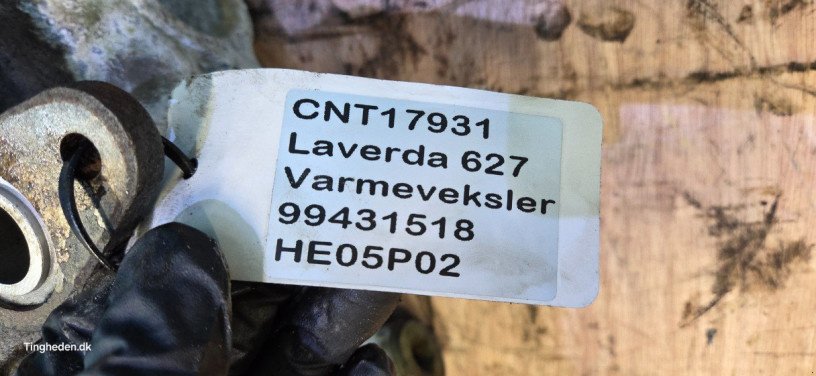 CNT17931
Laverda 627
Varmeveksler
99431518
HE05P02
Tingheden.dk